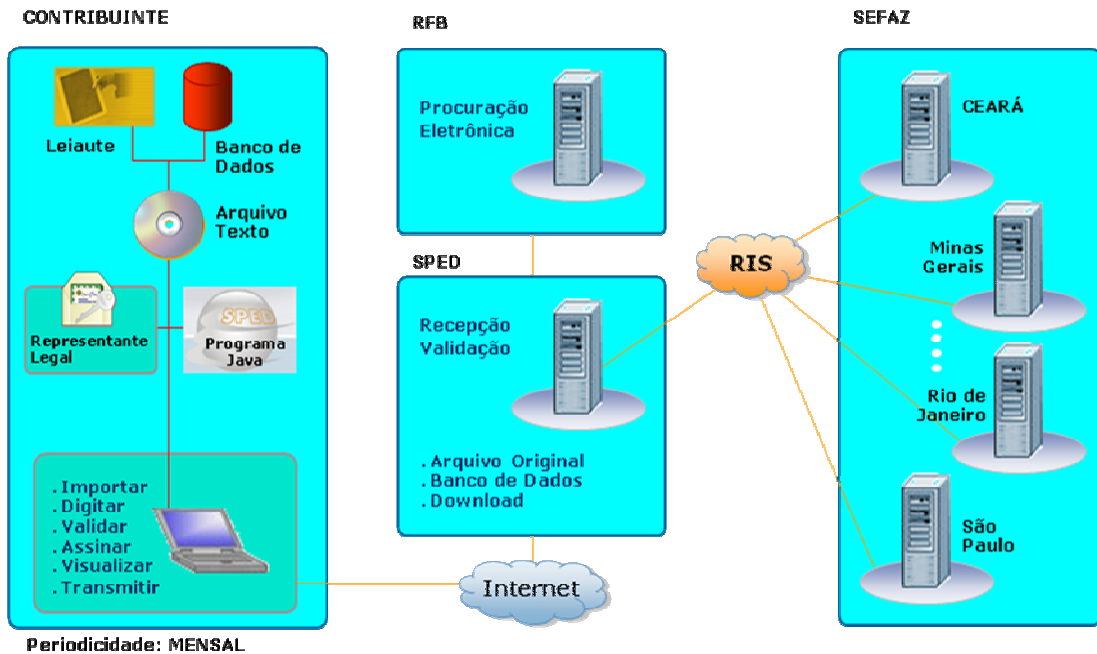 CONTRIBUINTE
Leiaute
Banco de
Dados
Arquivo
Texto
Representante
Legal
SPED
Programa
Java
. Importar
. Digitar
. Validar
. Assinar
. Visualizar
. Transmitir
Periodicidade: MENSAL
RFB
Procuração
Eletrônica
SPED
Recepção
Validação
. Arquivo Original
. Banco de Dados
. Download
Internet
RIS
SEFAZ
CEARÁ
Minas
Gerais
Rio de
Janeiro
São
Paulo